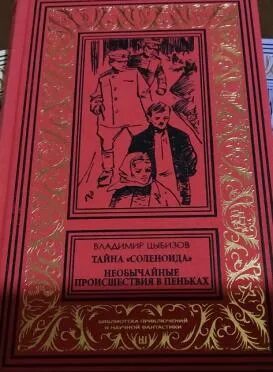 ВЛАДИМИР ЦЫБИЗОВ
ТАЙНА «СОЛЕНОИДА»
НЕОБЫЧАЙНЫЕ
ПРОИСШЕСТВИЯ В ПЕНЬКАХ
БИБЛИОТЕКА ПРИКЛЮЧЕНИЙ
И НАУЧНОЙ ФАНТАСТИКИ